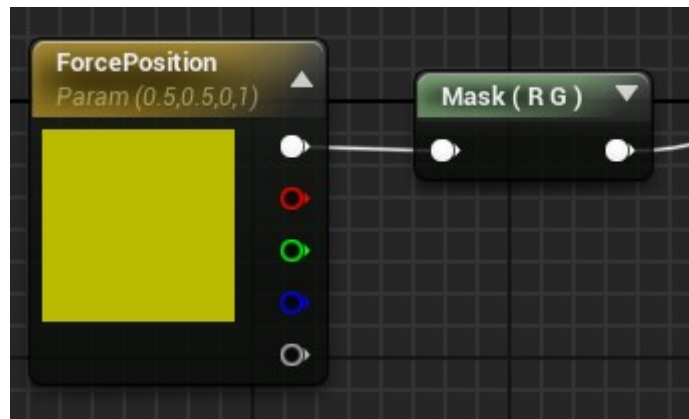 ForcePosition
Param (0.5,0.5,0,1)
Mask ( R G )